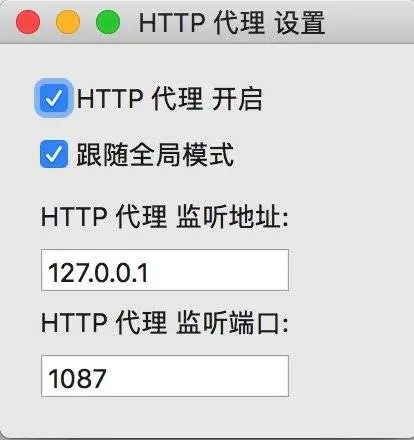 HTTP 代理 设置
HTTP 代理 开启
跟随全局模式
HTTP 代理 监听地址:
127.0.0.1
HTTP 代理 监听端口:
1087